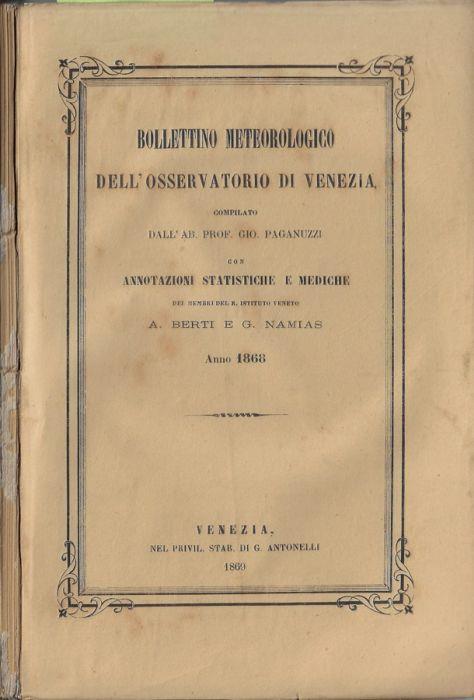 BOLLETTINO METEOROLOGICO
DELL'OSSERVATORIO DI VENEZIA,
COMPILATO
DALL'AB. PROF. GIO. PAGANUZZI
CON
ANNOTAZIONI STATISTICHE E MEDICHE
DEI MEMBRI DEL R. ISTITUTO VENETO
A. BERTI E G. NAMIAS
Anno 1868
VENEZIA,
NEL PRIVIL. STAB. DI G. ANTONELLI
1869